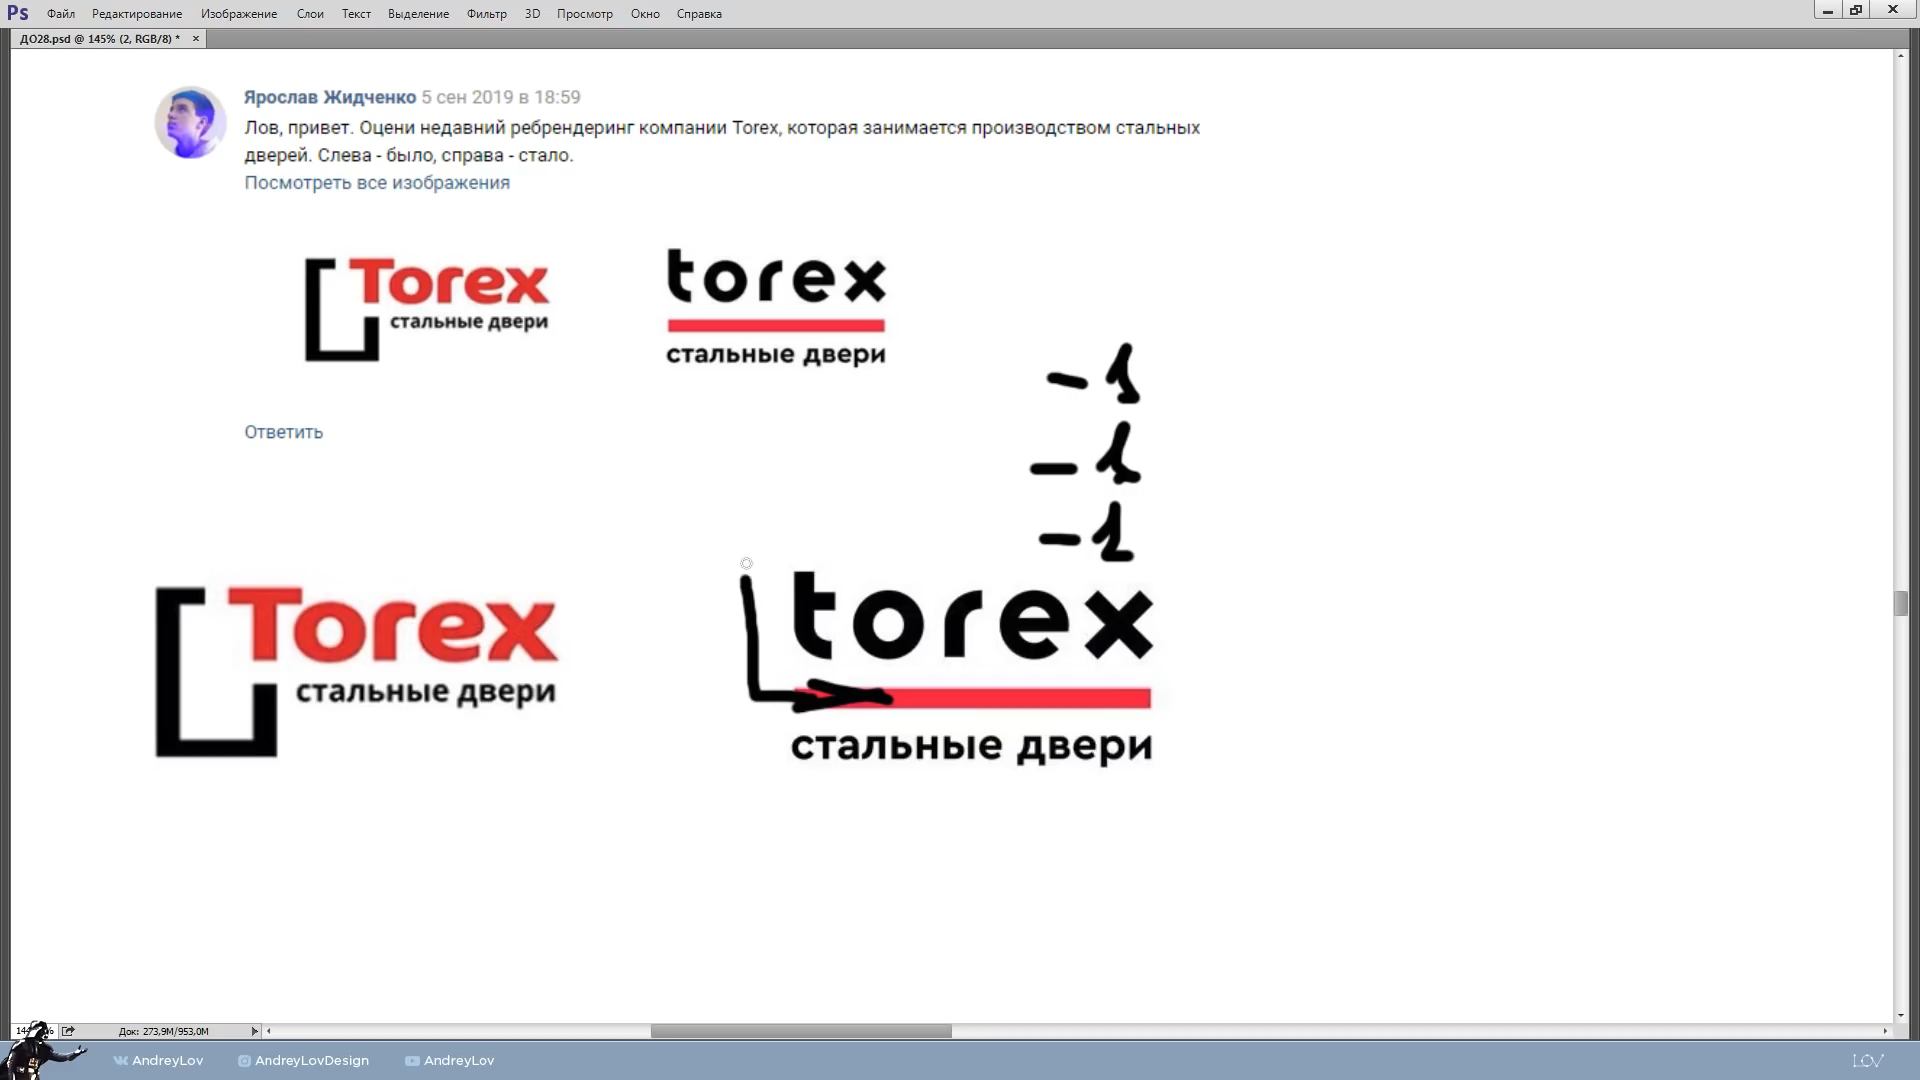 Ps Файл Редактирование Изображение Слои Текст Выделение Фильтр 3D Просмотр Окно Справка
ДО28.psd @ 145% (2, RGB/8) * ×
Ярослав Жидченко 5 сен 2019 в 18:59
Лов, привет. Оцени недавний ребрендеринг компании Torex, которая занимается производством стальных
дверей. Слева - было, справа - стало.
Посмотреть все изображения
Torex
стальные двери
torex
стальные двери
-1
Ответить
-1
-1
Torex
стальные двери
torex
стальные двери
Док: 273,9M/953,0M
AndreyLov AndreyLovDesign AndreyLov LOV